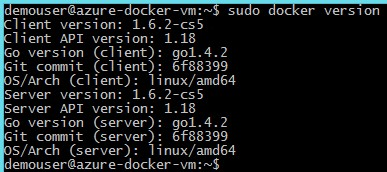 demouser@azure-docker-vm:~$ sudo docker version
Client version: 1.6.2-cs5
Client API version: 1.18
Go version (client): go1.4.2
Git commit (client): 6f88399
OS/Arch (client): linux/amd64
Server version: 1.6.2-cs5
Server API version: 1.18
Go version (server): go1.4.2
Git commit (server): 6f88399
OS/Arch (server): linux/amd64
demouser@azure-docker-vm:~$